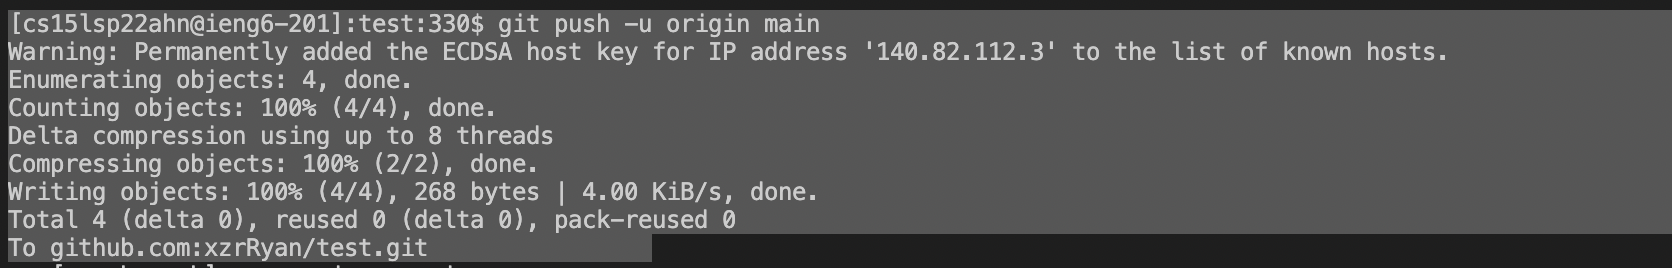 [cs15lsp22ahn@ieng6-201]:test:330$ git push -u origin main
Warning: Permanently added the ECDSA host key for IP address '140.82.112.3' to the list of known hosts.
Enumerating objects: 4, done.
Counting objects: 100% (4/4), done.
Delta compression using up to 8 threads
Compressing objects: 100% (2/2), done.
Writing objects: 100% (4/4), 268 bytes | 4.00 KiB/s, done.
Total 4 (delta 0), reused 0 (delta 0), pack-reused 0
To github.com:xzrRyan/test.git